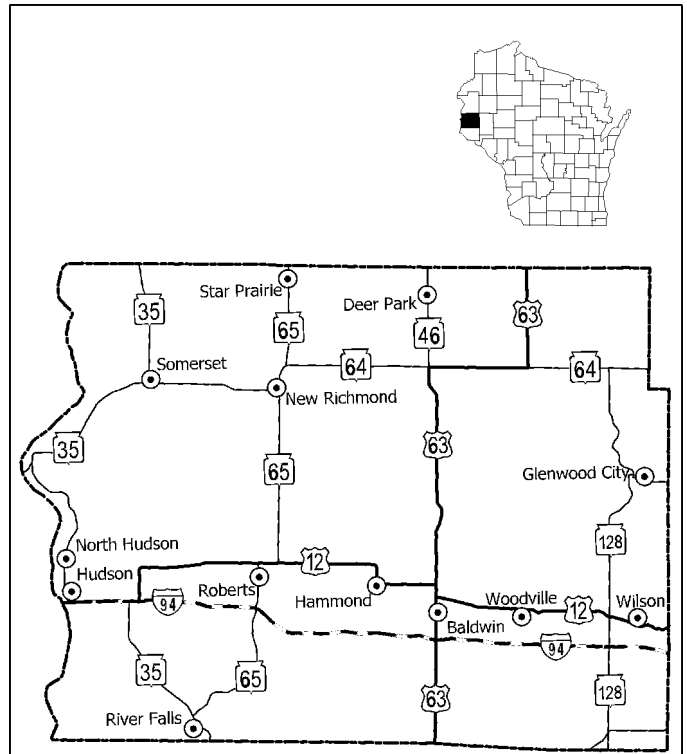 Star Prairie
Deer Park
35
65
46
63
64
64
Somerset
New Richmond
35
63
65
Glenwood City
North Hudson
128
12
Hudson
Roberts
Hammond
Woodville
12
Wilson
94
Baldwin
94
35
65
63
128
River Falls